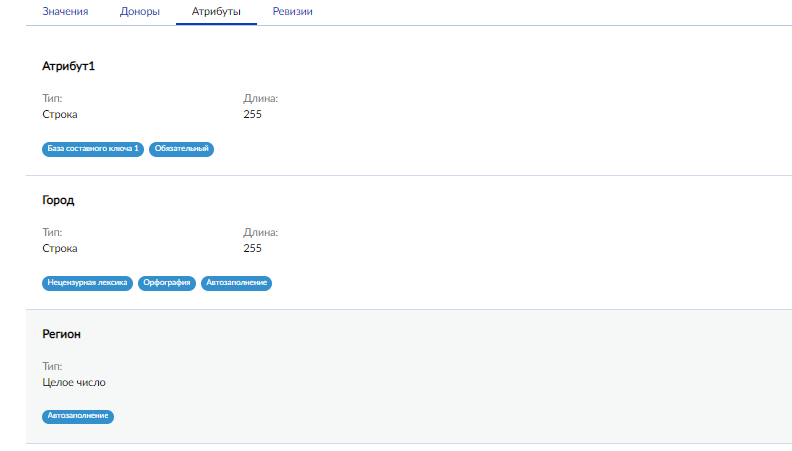 Значения Доноры Атрибуты Ревизии
Атрибут1
Тип: Длина:
Строка 255
База составного ключа 1 Обязательный
Город
Тип: Длина:
Строка 255
Нецензурная лексика Орфография Автозаполнение
Регион
Тип:
Целое число
Автозаполнение